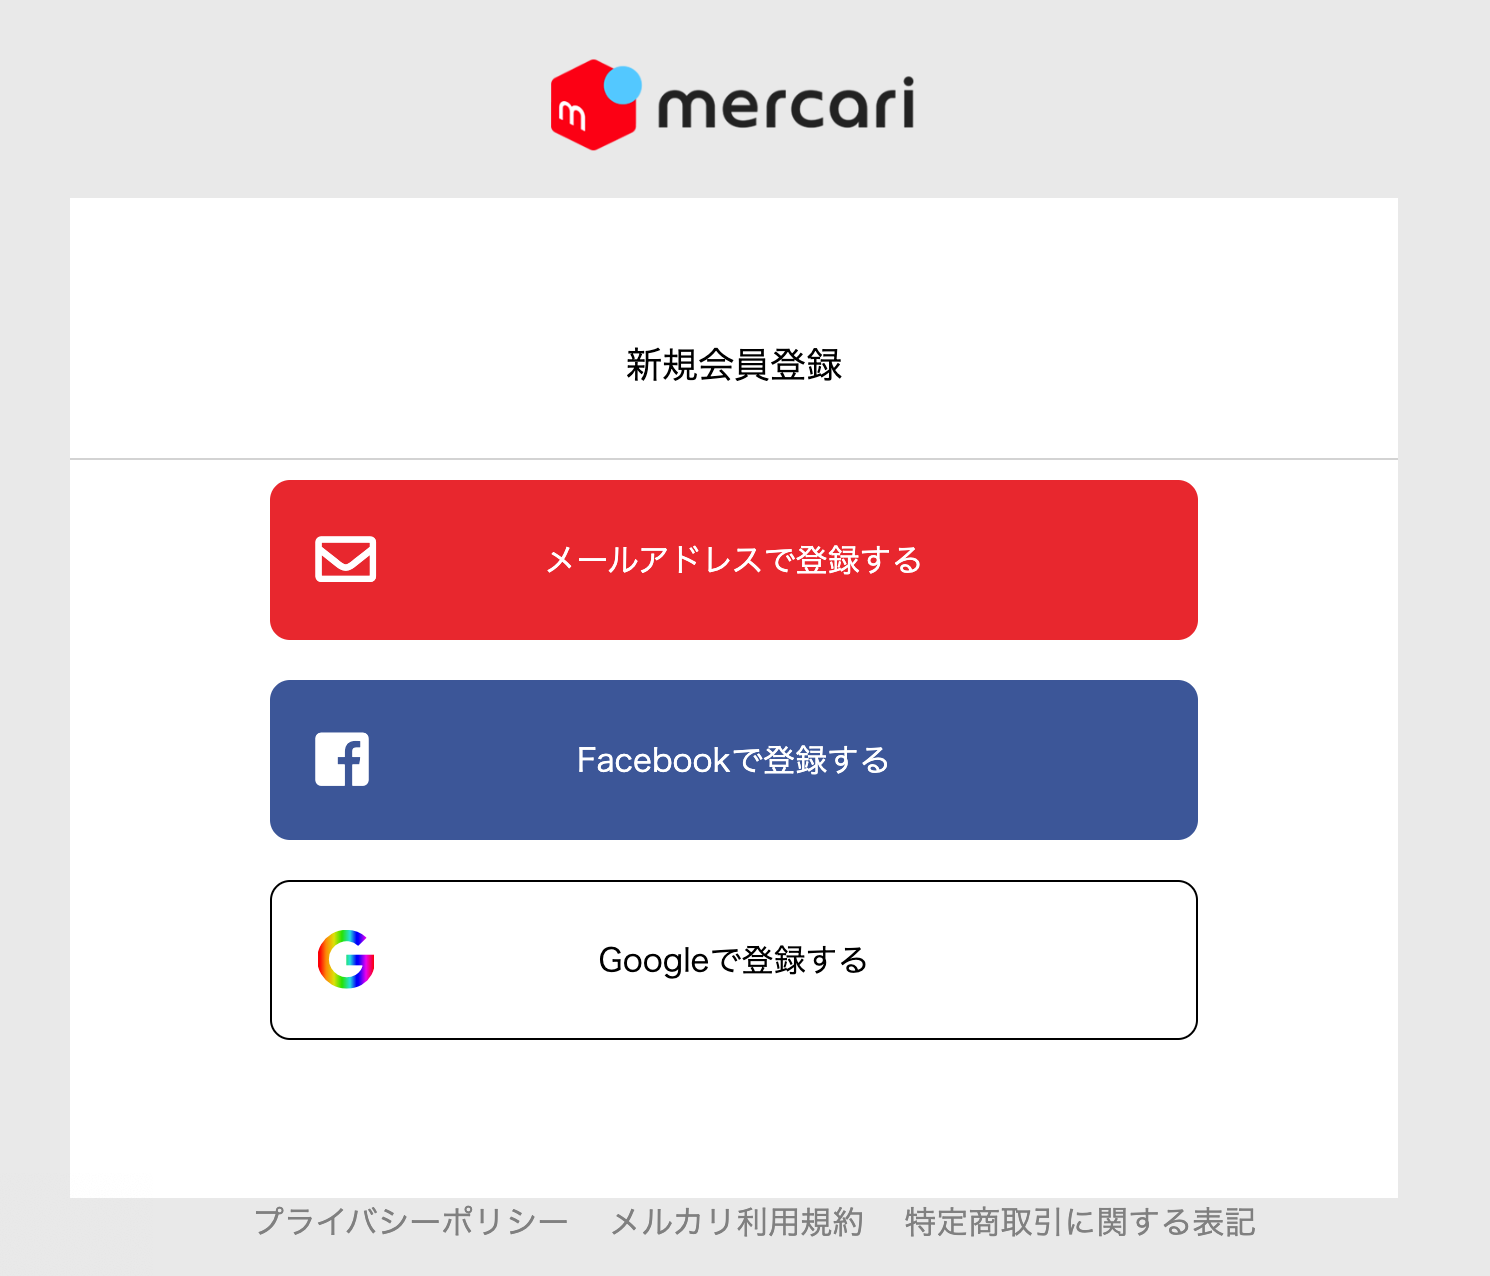 m mercari
新規会員登録
メールアドレスで登録する
Facebookで登録する
Googleで登録する
プライバシーポリシー メルカリ利用規約 特定商取引に関する表記